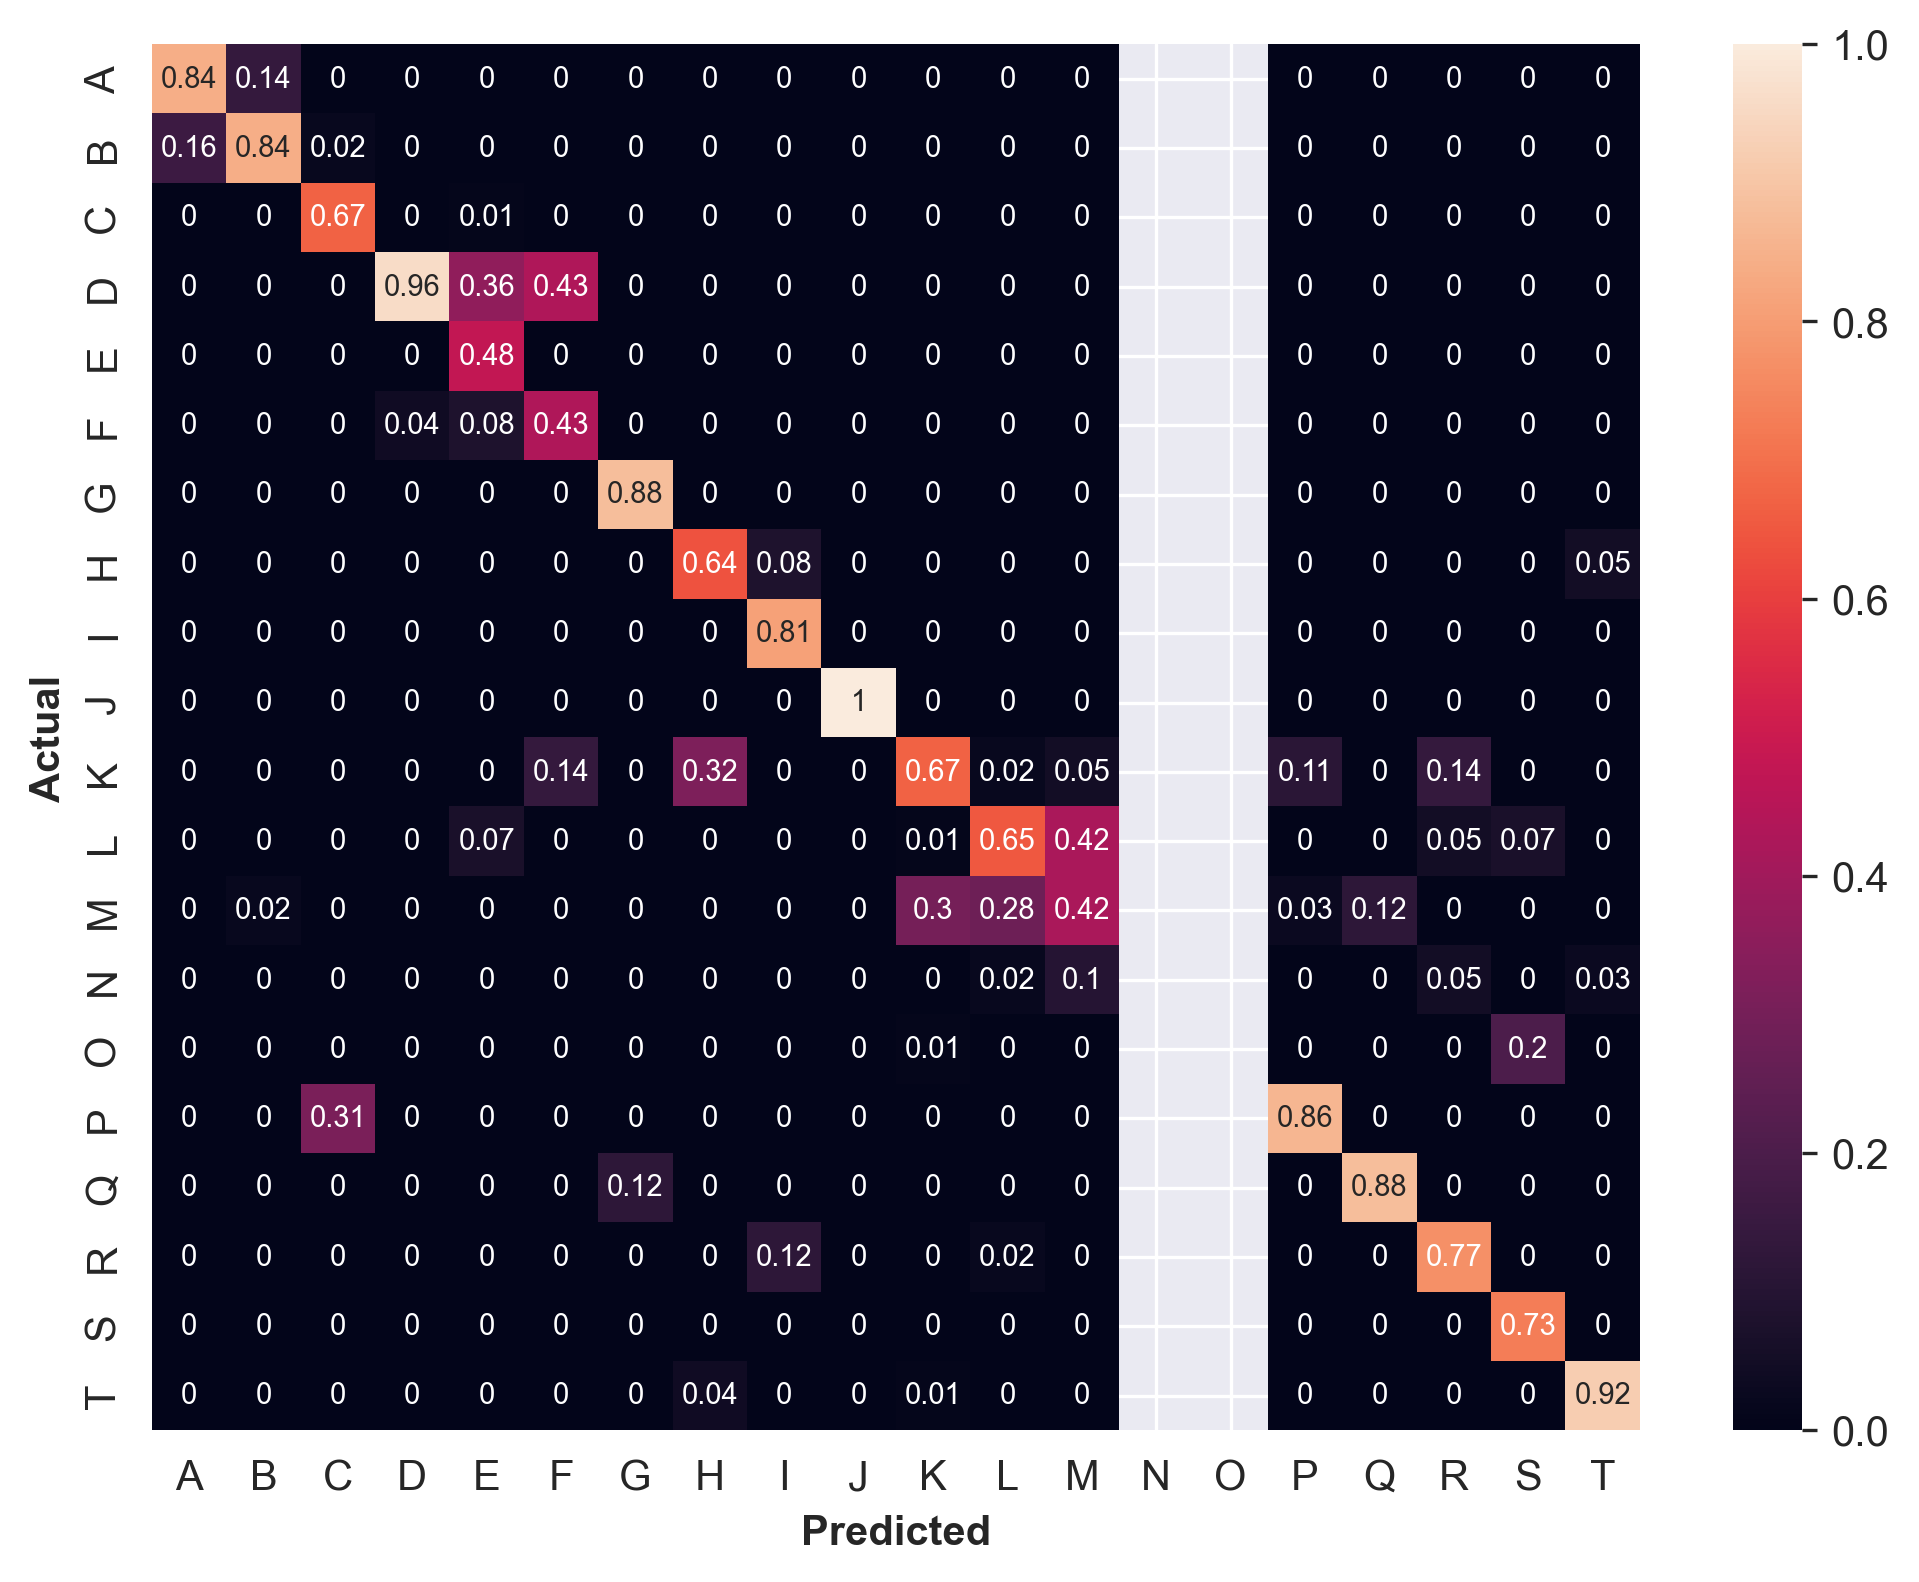 A 0.84 0.14 0 0 0 0 0 0 0 0 0 0 0 0 0 0 0 0 1.0
B 0.16 0.84 0.02 0 0 0 0 0 0 0 0 0 0 0 0 0 0 0
C 0 0 0.67 0 0.01 0 0 0 0 0 0 0 0 0 0 0 0 0
D 0 0 0 0.96 0.36 0.43 0 0 0 0 0 0 0 0 0 0 0 0 0.8
E 0 0 0 0 0.48 0 0 0 0 0 0 0 0 0 0 0 0 0
F 0 0 0 0.04 0.08 0.43 0 0 0 0 0 0 0 0 0 0 0 0
G 0 0 0 0 0 0 0.88 0 0 0 0 0 0 0 0 0 0 0
H 0 0 0 0 0 0 0 0.64 0.08 0 0 0 0 0 0 0 0 0.05 0.6
I 0 0 0 0 0 0 0 0 0.81 0 0 0 0 0 0 0 0 0
J 0 0 0 0 0 0 0 0 0 1 0 0 0 0 0 0 0 0
Actual
K 0 0 0 0 0 0.14 0 0.32 0 0 0.67 0.02 0.05 0.11 0 0.14 0 0
L 0 0 0 0 0.07 0 0 0 0 0 0.01 0.65 0.42 0 0 0.05 0.07 0 0.4
M 0 0.02 0 0 0 0 0 0 0 0 0.3 0.28 0.42 0.03 0.12 0 0 0
N 0 0 0 0 0 0 0 0 0 0 0 0.02 0.1 0 0 0.05 0 0.03
O 0 0 0 0 0 0 0 0 0 0 0.01 0 0 0 0 0 0.2 0
P 0 0 0.31 0 0 0 0 0 0 0 0 0 0 0.86 0 0 0 0
Q 0 0 0 0 0 0 0.12 0 0 0 0 0 0 0 0.88 0 0 0 0.2
R 0 0 0 0 0 0 0 0 0.12 0 0 0.02 0 0 0 0.77 0 0
S 0 0 0 0 0 0 0 0 0 0 0 0 0 0 0 0 0.73 0
T 0 0 0 0 0 0 0 0.04 0 0 0.01 0 0 0 0 0 0 0.92 0.0
A B C D E F G H I J K L M N O P Q R S T
Predicted